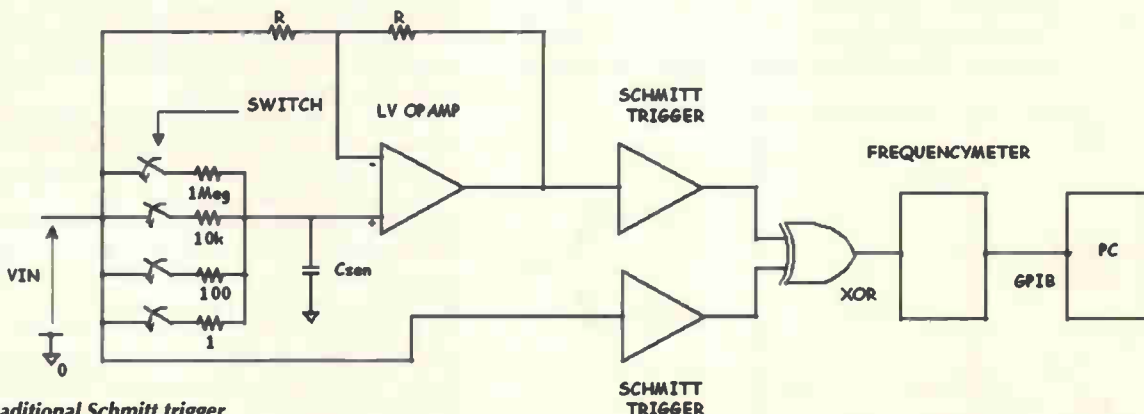 R
R
SWITCH
LV OPAMP
SCHMITT
TRIGGER
FREQUENCYMETER
1Meg
-
+
10k
VIN
Csen
100
1
0
XOR
GPIB
PC
SCHMITT
TRIGGER
aditional Schmitt trigger